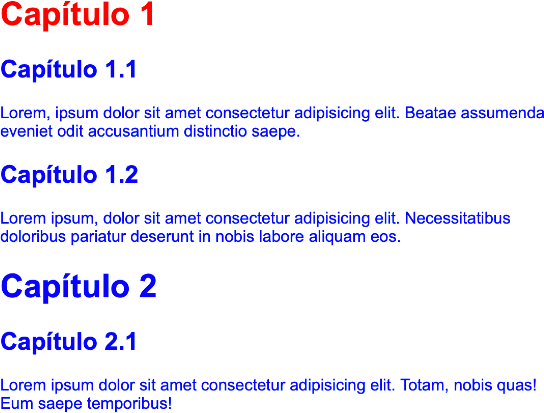 Capítulo 1
Capítulo 1.1
Lorem, ipsum dolor sit amet consectetur adipisicing elit. Beatae assumenda
eveniet odit accusantium distinctio saepe.
Capítulo 1.2
Lorem ipsum, dolor sit amet consectetur adipisicing elit. Necessitatibus
doloribus pariatur deserunt in nobis labore aliquam eos.
Capítulo 2
Capítulo 2.1
Lorem ipsum dolor sit amet consectetur adipisicing elit. Totam, nobis quas!
Eum saepe temporibus!